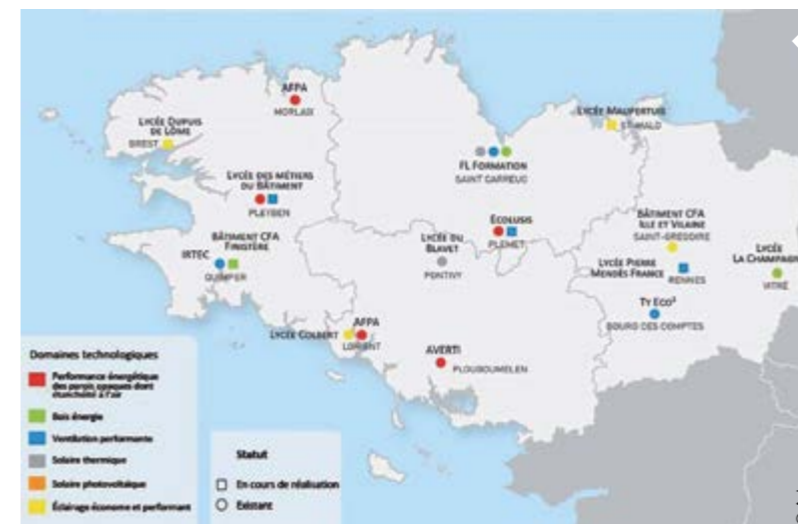 AFPA
MORLAIX
LYCÉE DUPUIS
DE LÔME
BREST
LYCÉE MAUPERTUIS
ST-MALO
FL FORMATION
SAINT CARREUC
LYCÉE DES MÉTIERS
DU BÂTIMENT
PLEYBEN
ECOLUSIS
PLEMET
BÂTIMENT CFA
ILLE ET VILAINE
SAINT-GREGOIRE
BÂTIMENT CFA
FINISTÈRE
IRTEC
QUIMPER
LYCÉE DU
BLAVET
PONTIVY
LYCÉE PIERRE
MENDÈS FRANCE
RENNES
LYCÉE
LA CHAMPAGN
VITRÉ
TY ECO²
BOURG DES COMPTES
LYCÉE COLBERT
AFPA
LORIENT
AVERTI
PLOUGOUMELEN
Domaines technologiques
Performance énergétique
des parois opaques dont
étanchéité à l'air
Bois énergie
Ventilation performante
Solaire thermique
Solaire photovoltaïque
Éclairage économe et performant
Statut
En cours de réalisation
Existant